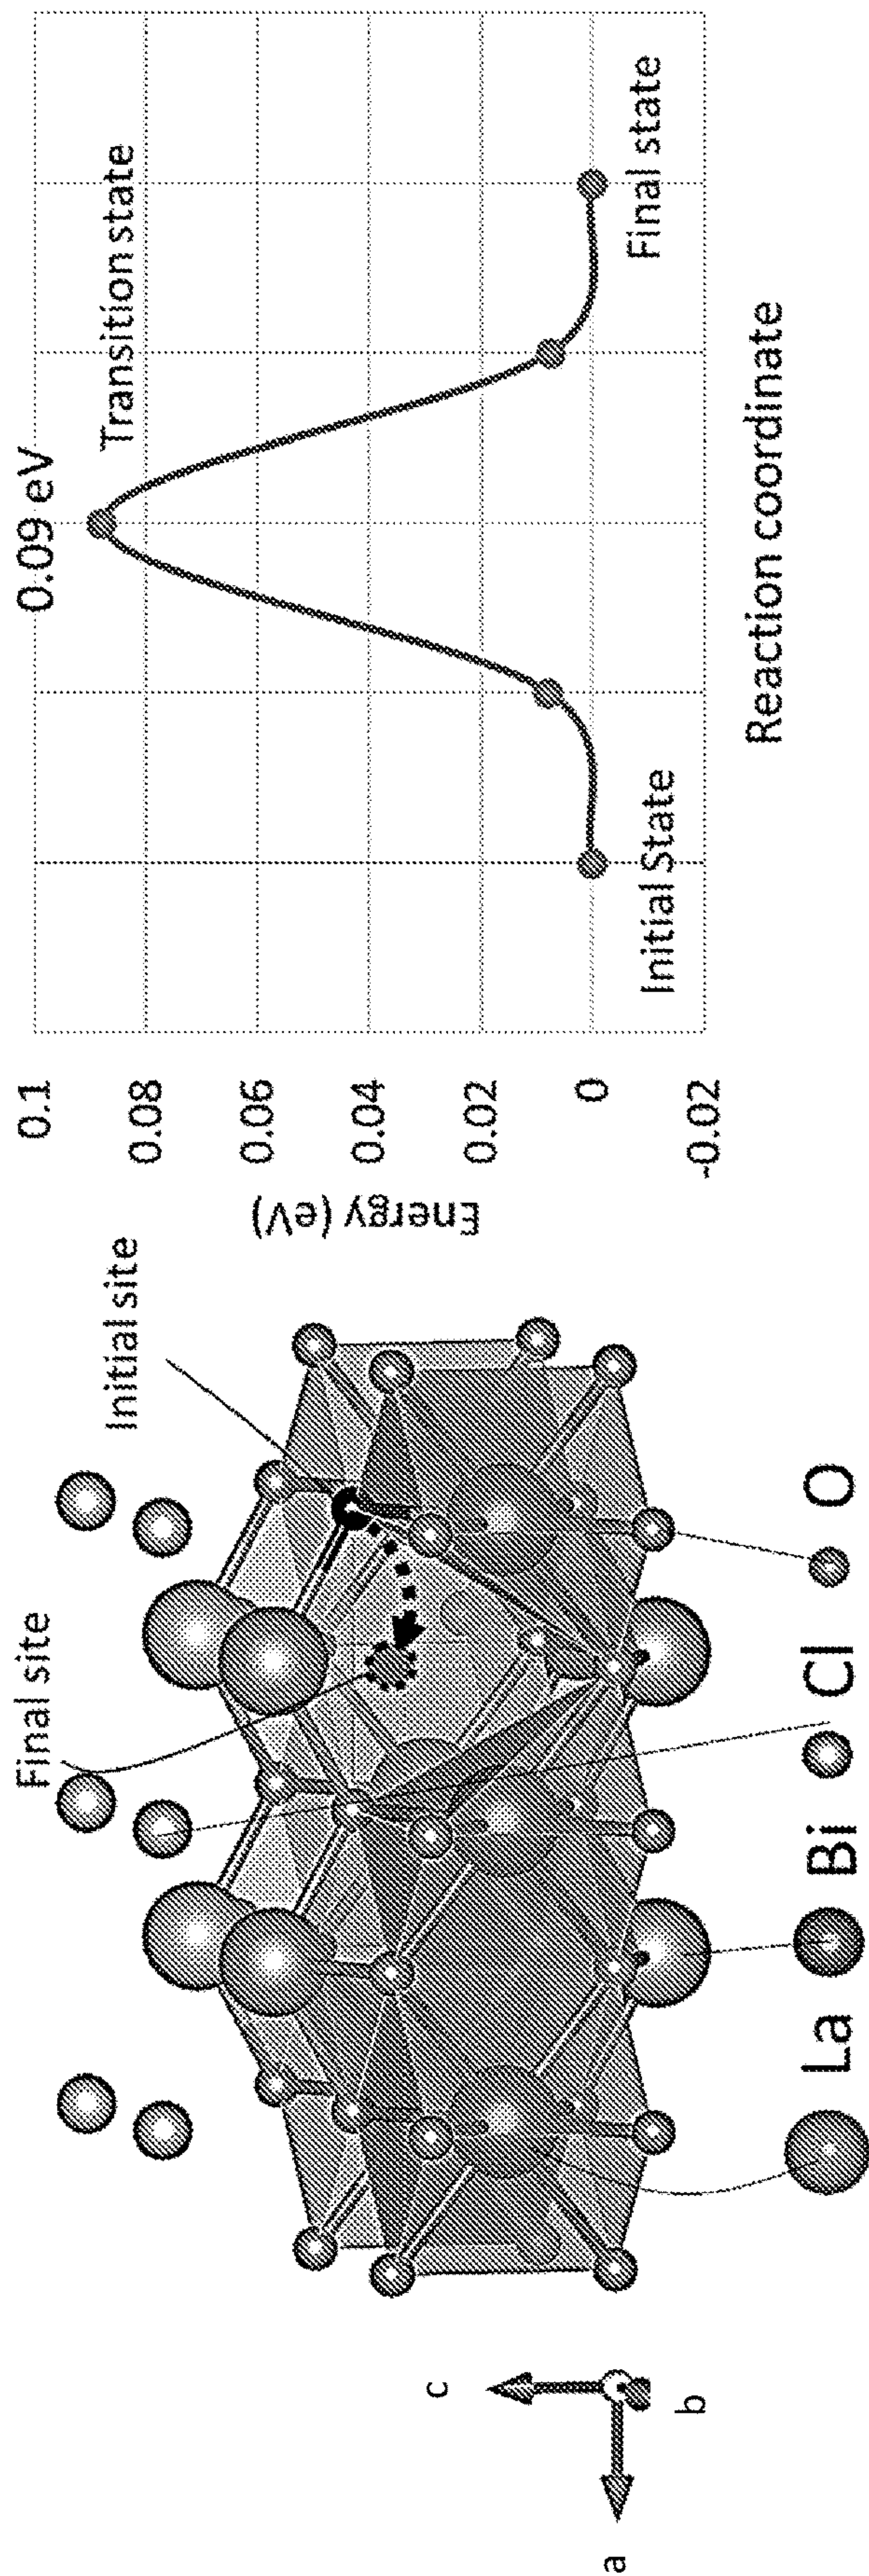 c
a
b
Final site
Initial site
La
Bi
Cl
O
Energy (eV)
0.1
0.08
0.06
0.04
0.02
0
-0.02
0.09 eV
Transition state
Initial State
Final state
Reaction coordinate